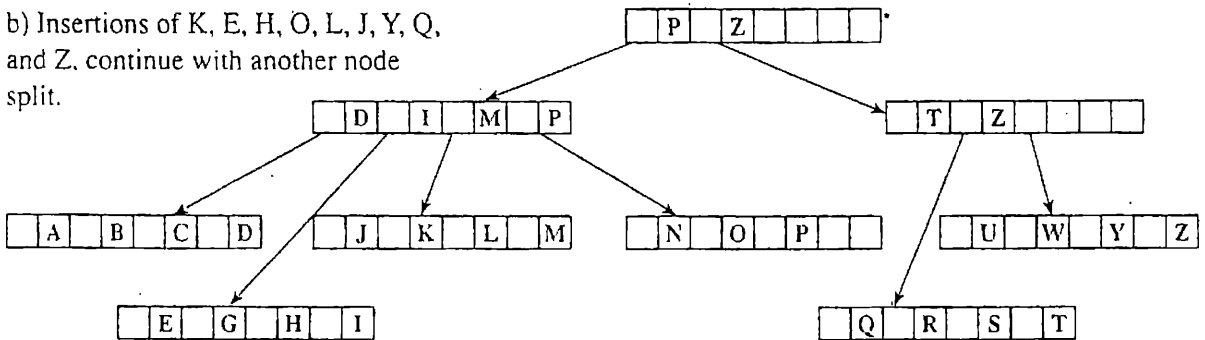 b) Insertions of K, E, H, O, L, J, Y, Q,
and Z, continue with another node
split.
P Z
D I M P
T Z
A B C D
J K L M
N O P
U W Y Z
E G H I
Q R S T